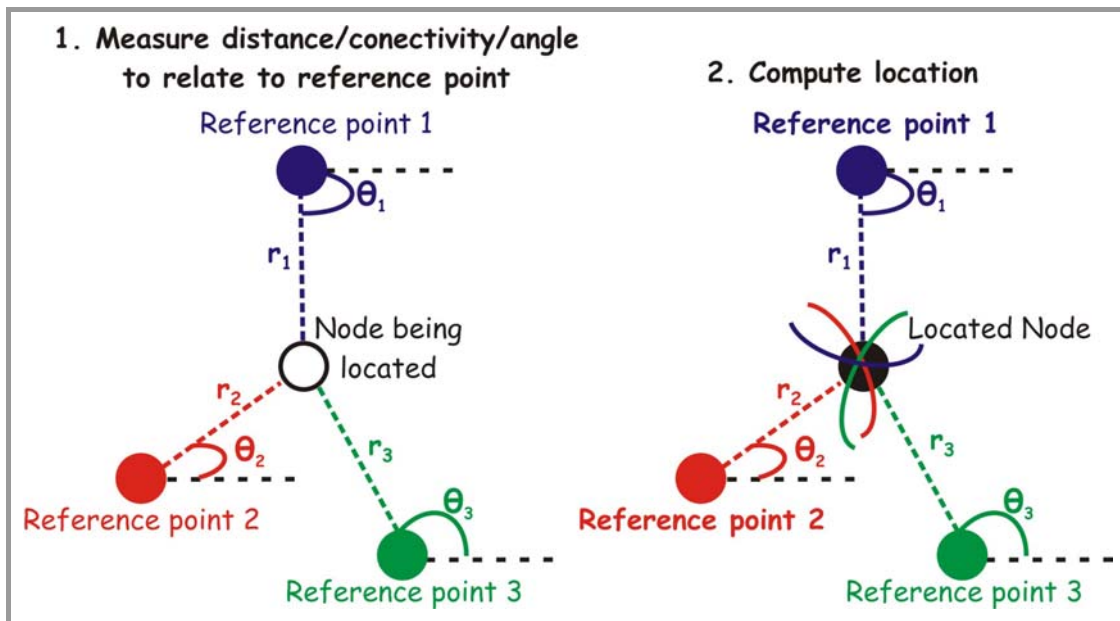 1. Measure distance/conectivity/angle
to relate to reference point
Reference point 1
θ₁
r₁
Node being
located
r₂
θ₂
Reference point 2
r₃
θ₃
Reference point 3
2. Compute location
Reference point 1
θ₁
r₁
Located Node
r₂
θ₂
Reference point 2
r₃
θ₃
Reference point 3